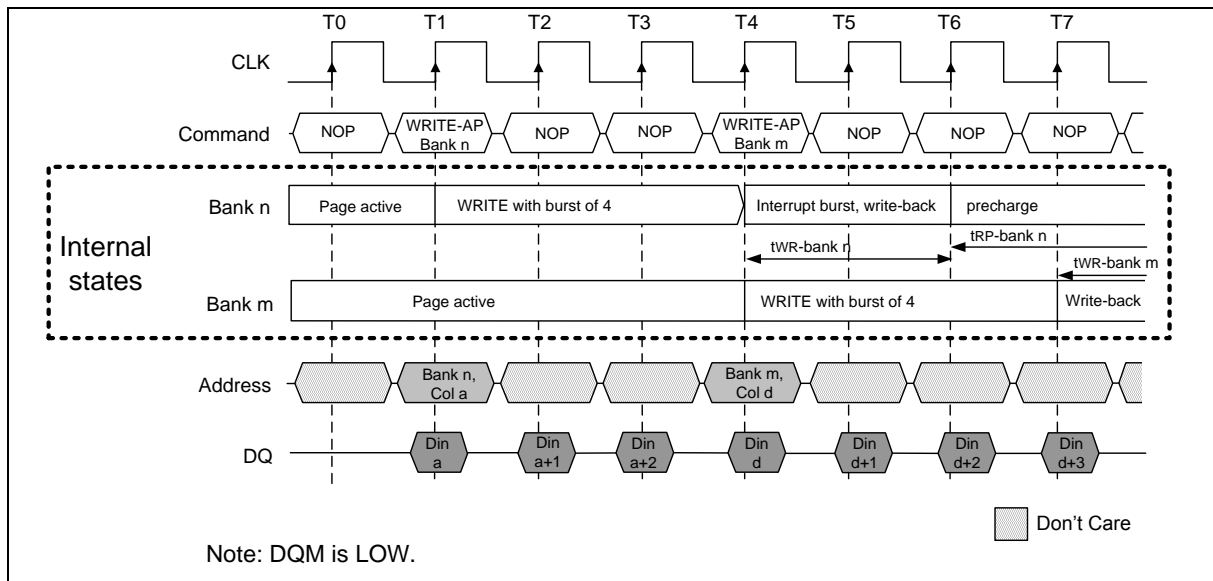 T0 T1 T2 T3 T4 T5 T6 T7
CLK
Command NOP WRITE-AP Bank n NOP NOP WRITE-AP Bank m NOP NOP NOP
Internal states
Bank n Page active WRITE with burst of 4 Interrupt burst, write-back precharge
tWR-bank n tRP-bank n
tWR-bank m
Bank m Page active WRITE with burst of 4 Write-back
Address Bank n, Col a Bank m, Col d
DQ Din a Din a+1 Din a+2 Din d Din d+1 Din d+2 Din d+3
Don't Care
Note: DQM is LOW.